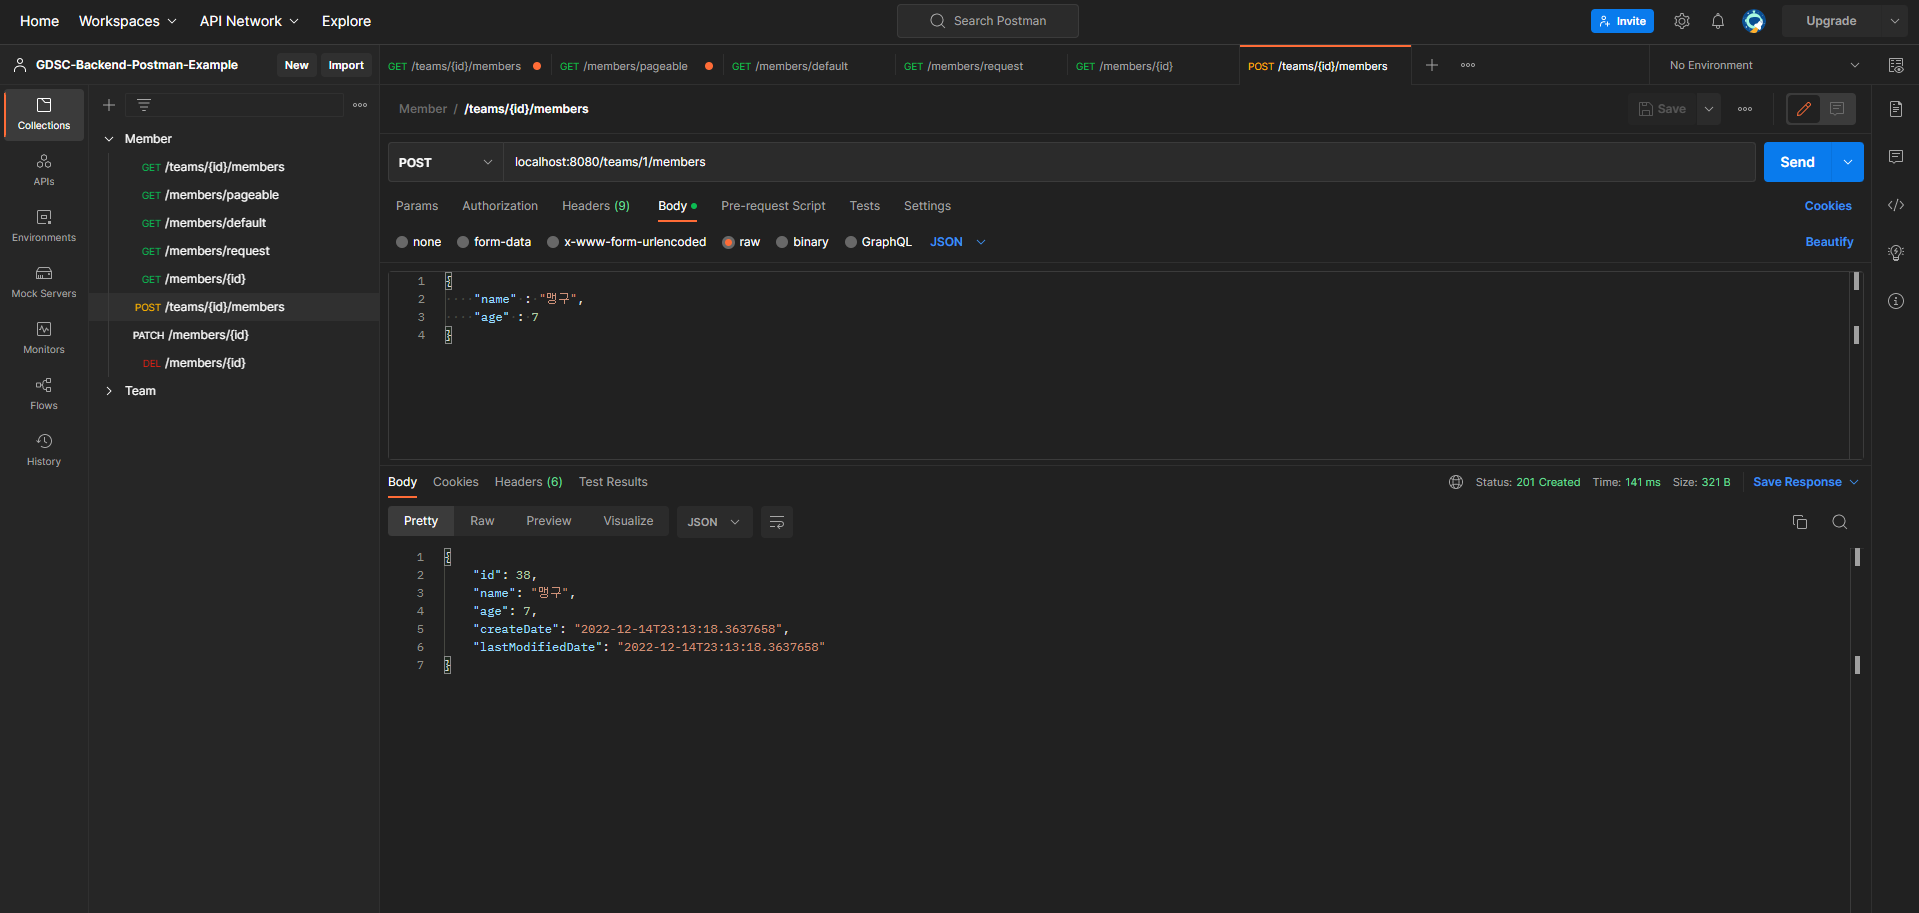 Home Workspaces API Network Explore Search Postman Invite Upgrade
GDSC-Backend-Postman-Example New Import
GET /teams/{id}/members GET /members/pageable GET /members/default GET /members/request GET /members/{id} POST /teams/{id}/members No Environment
Collections
APIs
Environments
Mock Servers
Monitors
Flows
History
Member
GET /teams/{id}/members
GET /members/pageable
GET /members/default
GET /members/request
GET /members/{id}
POST /teams/{id}/members
PATCH /members/{id}
DEL /members/{id}
Team
Member / /teams/{id}/members Save
POST localhost:8080/teams/1/members Send
Params Authorization Headers (9) Body Pre-request Script Tests Settings Cookies
none form-data x-www-form-urlencoded raw binary GraphQL JSON Beautify
1 {
2 "name" : "맹구",
3 "age" : 7
4 }
Body Cookies Headers (6) Test Results Status: 201 Created Time: 141 ms Size: 321 B Save Response
Pretty Raw Preview Visualize JSON
1 {
2 "id": 38,
3 "name": "맹구",
4 "age": 7,
5 "createDate": "2022-12-14T23:13:18.3637658",
6 "lastModifiedDate": "2022-12-14T23:13:18.3637658"
7 }